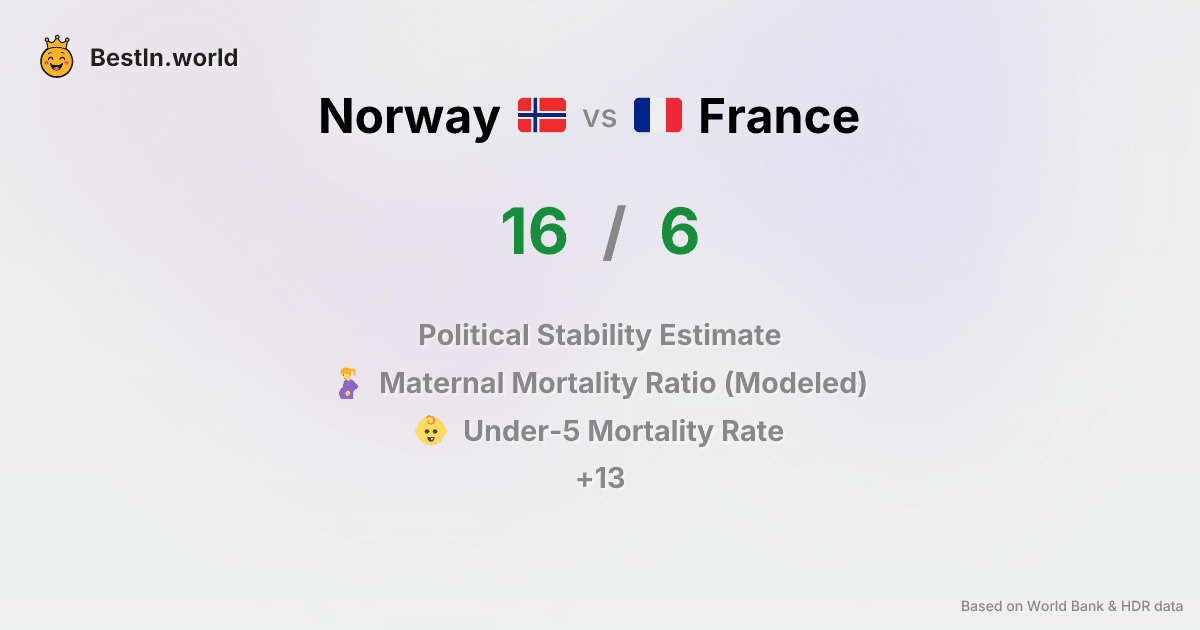 BestIn.world
Norway vs France
16 / 6
Political Stability Estimate
Maternal Mortality Ratio (Modeled)
Under-5 Mortality Rate
+13
Based on World Bank & HDR data